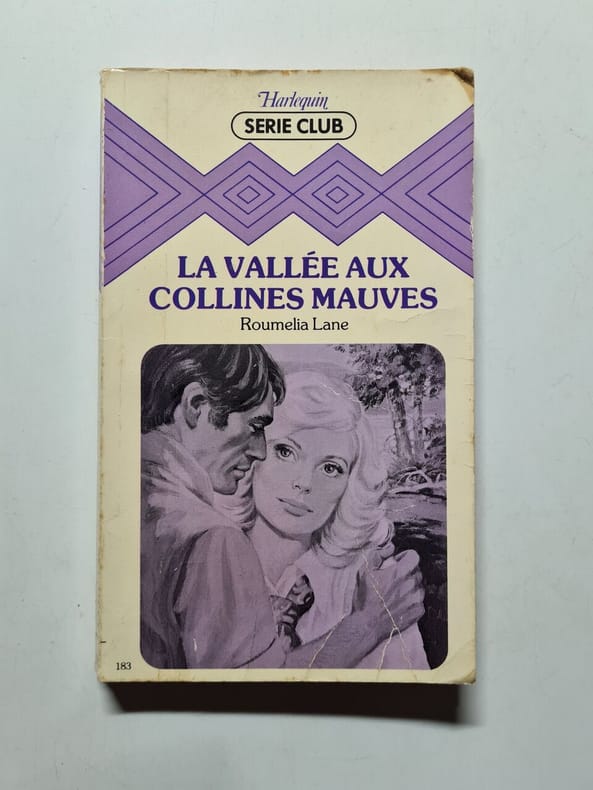 Harlequin
SERIE CLUB
LA VALLÉE AUX
COLLINES MAUVES
Roumelia Lane
183